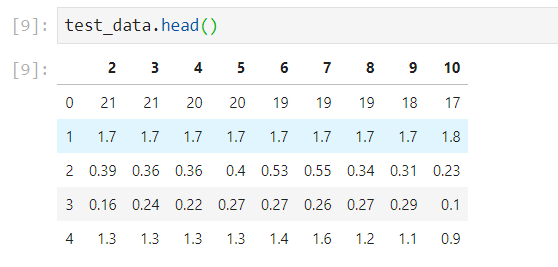 [9]: test_data.head()
[9]: 2 3 4 5 6 7 8 9 10
0 21 21 20 20 19 19 19 18 17
1 1.7 1.7 1.7 1.7 1.7 1.7 1.7 1.7 1.8
2 0.39 0.36 0.36 0.4 0.53 0.55 0.34 0.31 0.23
3 0.16 0.24 0.22 0.27 0.27 0.26 0.27 0.29 0.1
4 1.3 1.3 1.3 1.3 1.4 1.6 1.2 1.1 0.9